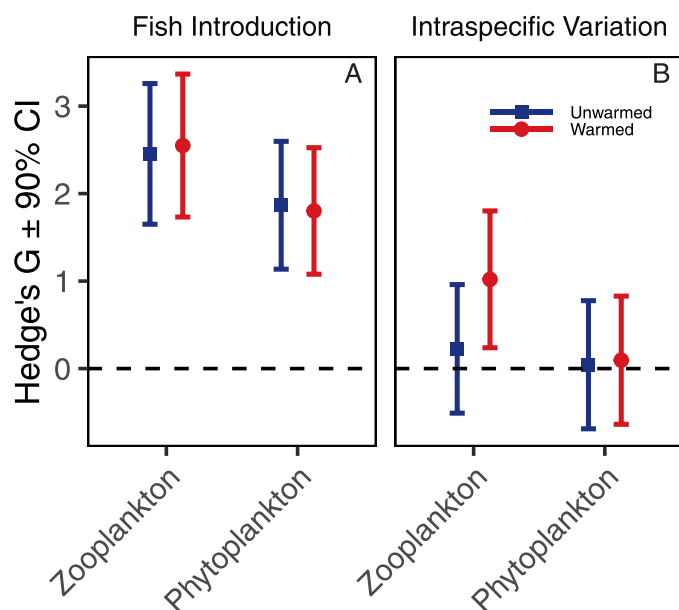 Fish Introduction
Intraspecific Variation
A
B
Hedge's G ± 90% CI
3
2
1
0
Unwarmed
Warmed
Zooplankton
Phytoplankton
Zooplankton
Phytoplankton